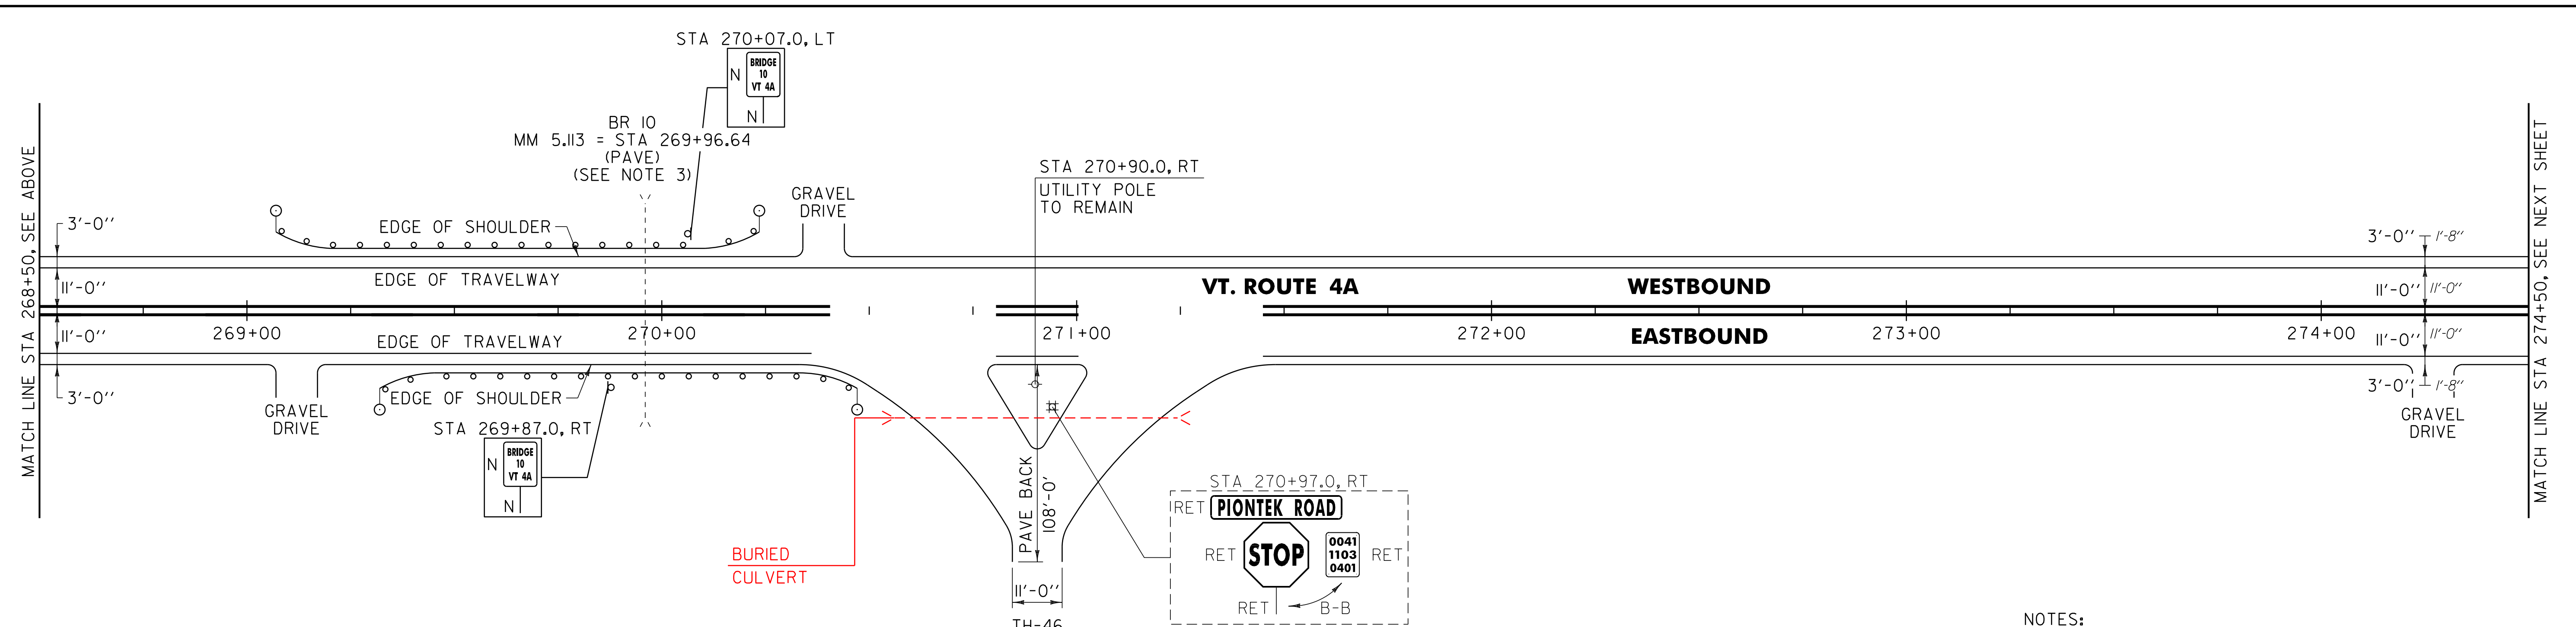 STA 270+07.0, LT
N
BRIDGE
10
VT 4A
N
BR 10
MM 5.113 = STA 269+96.64
(PAVE)
(SEE NOTE 3)
STA 270+90.0, RT
UTILITY POLE
TO REMAIN
GRAVEL
DRIVE
MATCH LINE STA 268+50, SEE ABOVE
3'-0''
EDGE OF SHOULDER
EDGE OF TRAVELWAY
11'-0''
VT. ROUTE 4A
WESTBOUND
3'-0''
1'-8''
11'-0''
11'-0''
MATCH LINE STA 274+50, SEE NEXT SHEET
269+00
270+00
271+00
272+00
273+00
274+00
11'-0''
EDGE OF TRAVELWAY
EASTBOUND
11'-0''
11'-0''
3'-0''
EDGE OF SHOULDER
3'-0''
1'-8''
GRAVEL
DRIVE
GRAVEL
DRIVE
STA 269+87.0, RT
N
BRIDGE
10
VT 4A
N
PAVE BACK
108'-0'
STA 270+97.0, RT
RET
PIONTEK ROAD
RET
STOP
0041
1103
0401
RET
RET
B-B
BURIED
CULVERT
11'-0''
TH-46
NOTES: